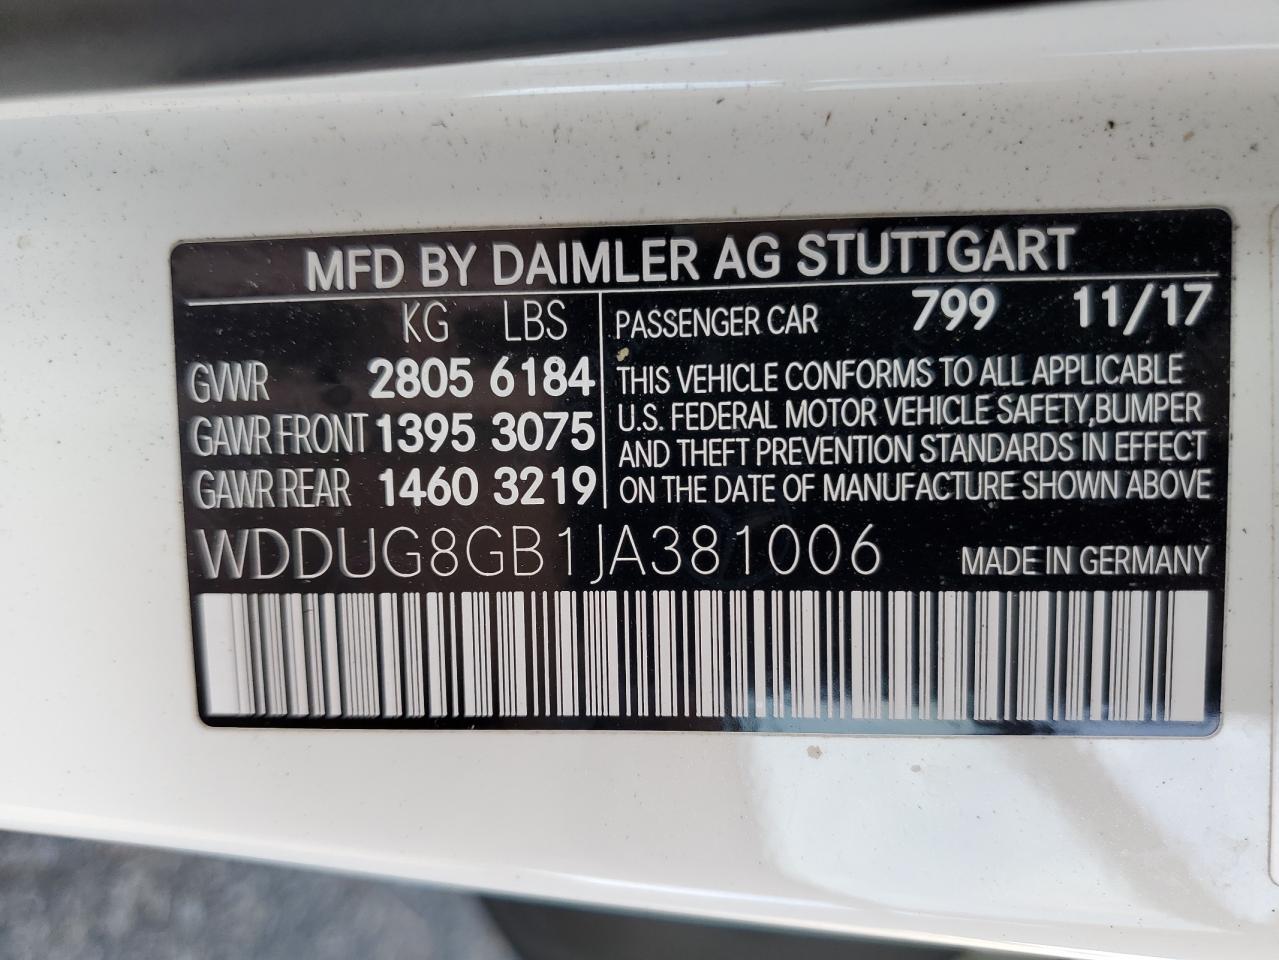 MFD BY DAIMLER AG STUTTGART
KG LBS
GVWR 2805 6184
GAWR FRONT 1395 3075
GAWR REAR 1460 3219
PASSENGER CAR 799 11/17
THIS VEHICLE CONFORMS TO ALL APPLICABLE
U.S. FEDERAL MOTOR VEHICLE SAFETY,BUMPER
AND THEFT PREVENTION STANDARDS IN EFFECT
ON THE DATE OF MANUFACTURE SHOWN ABOVE
WDDUG8GB1JA381006 MADE IN GERMANY